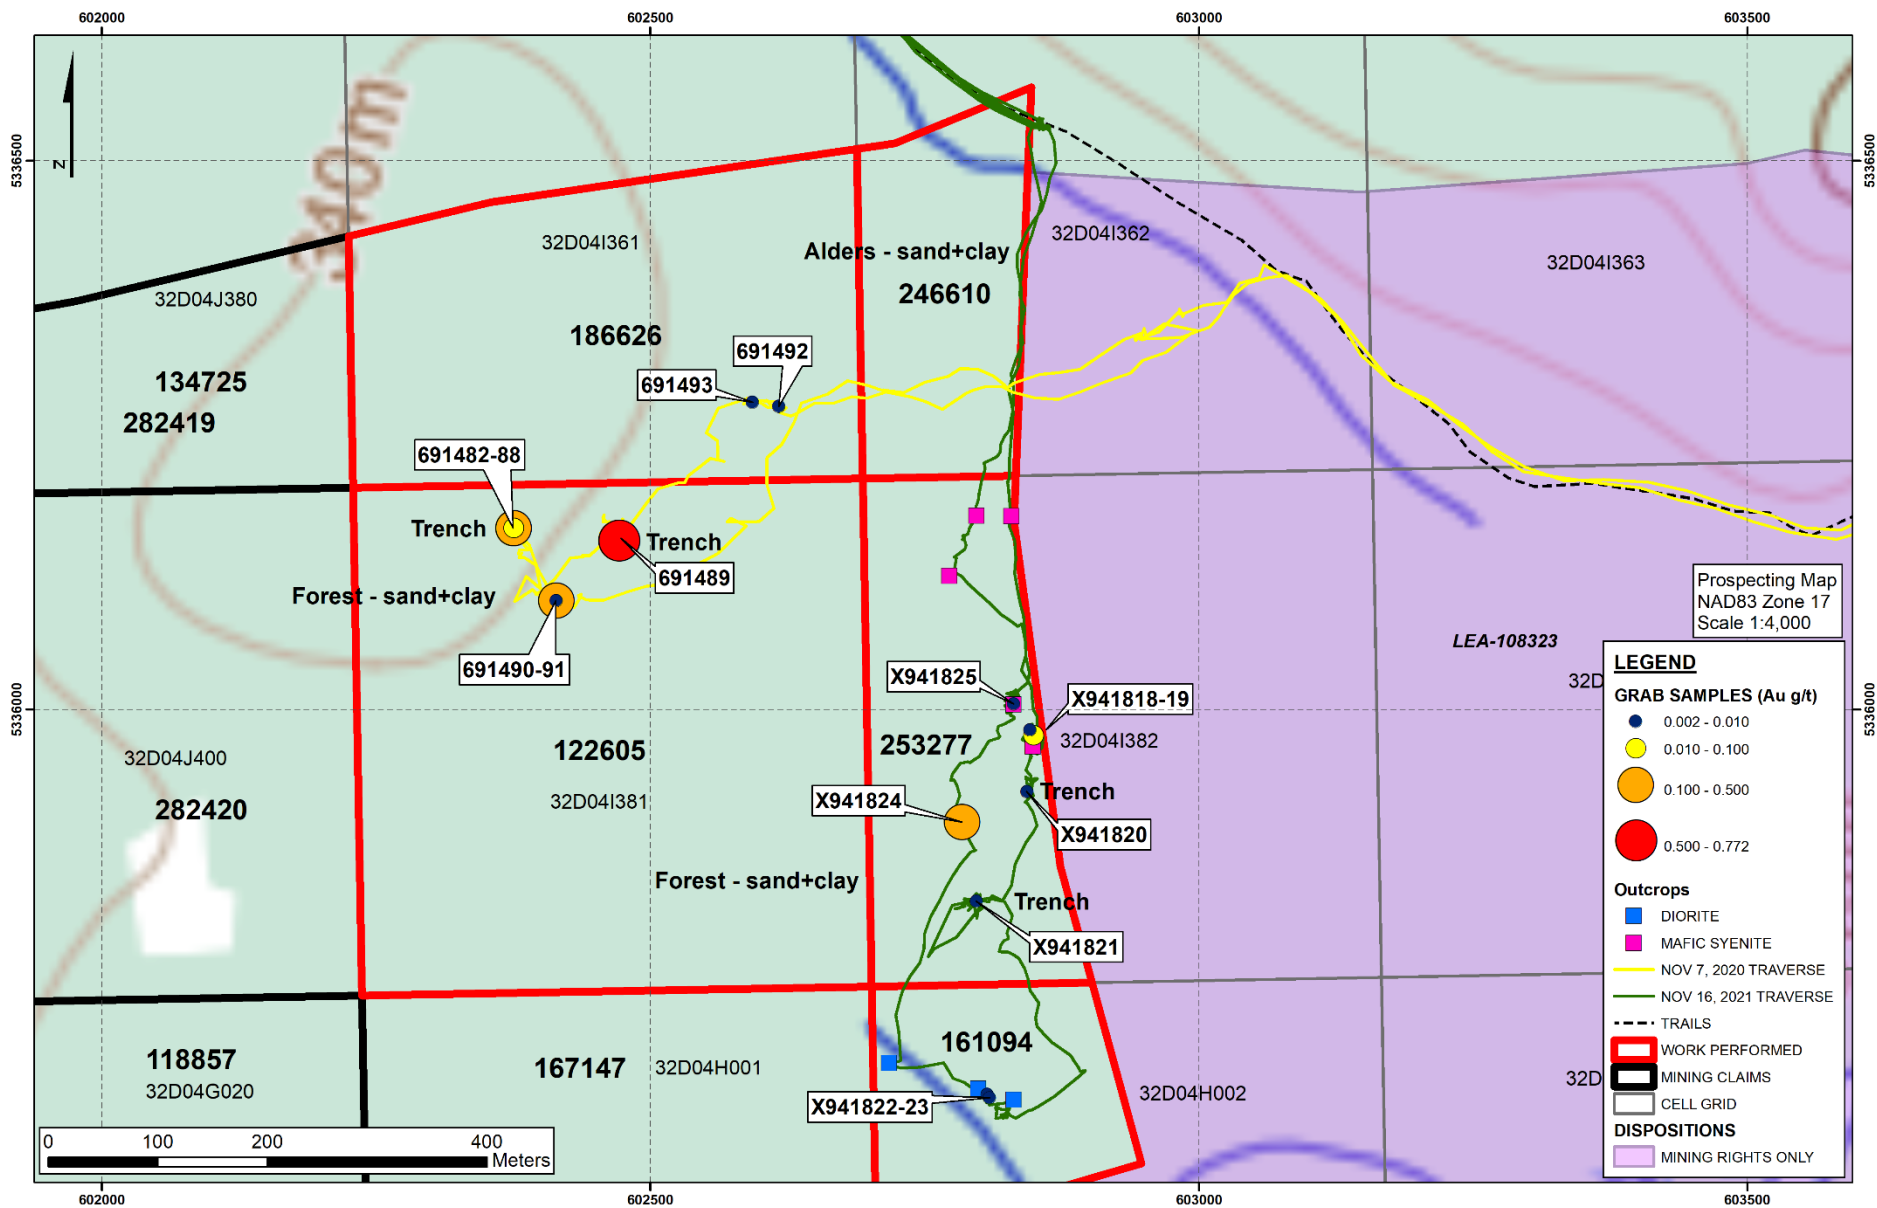 602000 602500 603000 603500
5336500
5336500
5336000
5336000
N
340m
32D04I361
32D04I362
32D04I363
Alders - sand+clay
246610
32D04J380
186626
134725
282419
691492
691493
691482-88
Trench
Trench
691489
Forest - sand+clay
691490-91
Prospecting Map
NAD83 Zone 17
Scale 1:4,000
LEA-108323
X941825
X941818-19
32D
32D04J400
122605
253277
32D04I382
282420
32D04I381
X941824
Trench
X941820
Forest - sand+clay
Trench
X941821
118857
32D04G020
167147
32D04H001
161094
32D
32D04H002
X941822-23
LEGEND
GRAB SAMPLES (Au g/t)
0.002 - 0.010
0.010 - 0.100
0.100 - 0.500
0.500 - 0.772
Outcrops
DIORITE
MAFIC SYENITE
NOV 7, 2020 TRAVERSE
NOV 16, 2021 TRAVERSE
TRAILS
WORK PERFORMED
MINING CLAIMS
CELL GRID
DISPOSITIONS
MINING RIGHTS ONLY
0 100 200 400
Meters
602000 602500 603000 603500